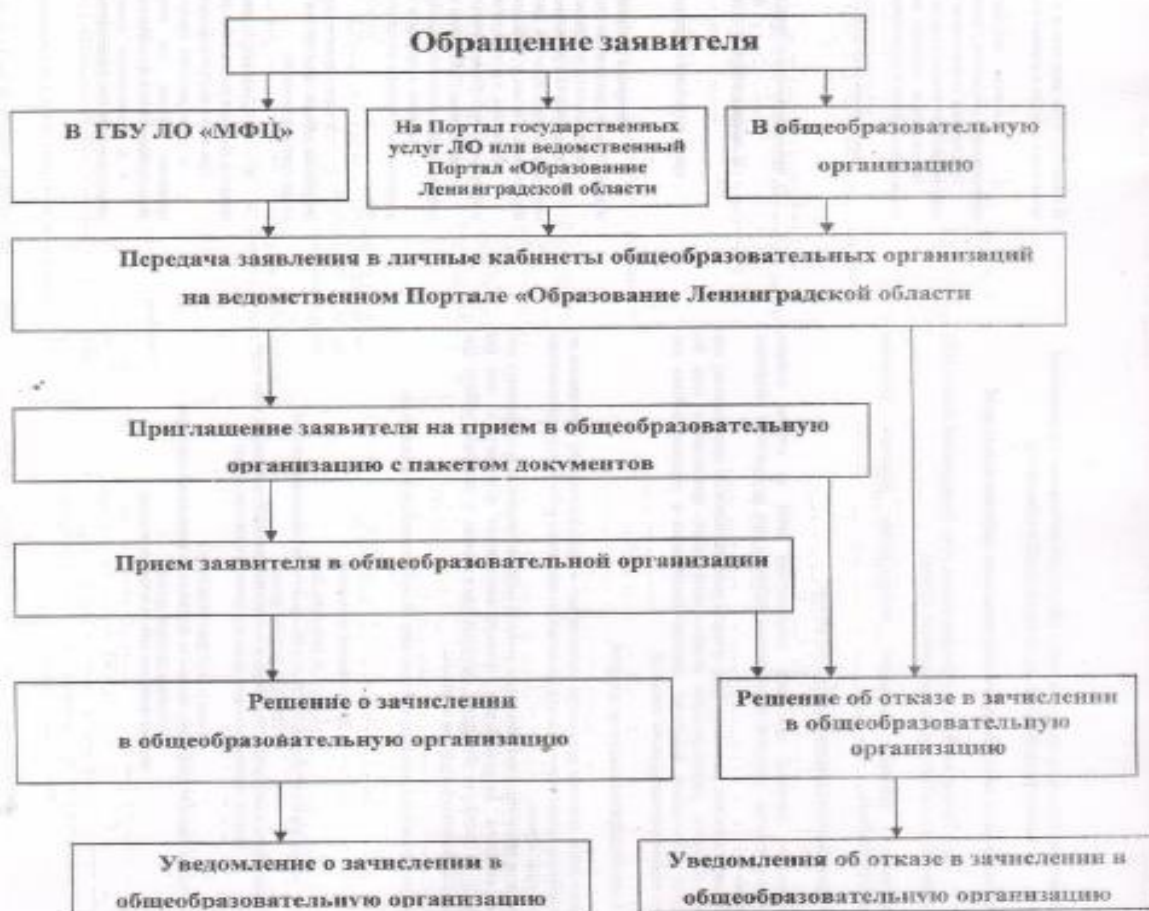 Обращение заявителя
В ГБУ ЛО «МФЦ»
На Портал государственных
услуг ЛО или ведомственный
Портал «Образование
Ленинградской области
В общеобразовательную
организацию
Передача заявления в личные кабинеты общеобразовательных организаций
на ведомственном Портале «Образование Ленинградской области
Приглашение заявителя на прием в общеобразовательную
организацию с пакетом документов
Прием заявителя в общеобразовательной организации
Решение о зачислении
в общеобразовательную организацию
Решение об отказе в зачислении
в общеобразовательную
организацию
Уведомление о зачислении в
общеобразовательную организацию
Уведомления об отказе в зачислении в
общеобразовательную организацию